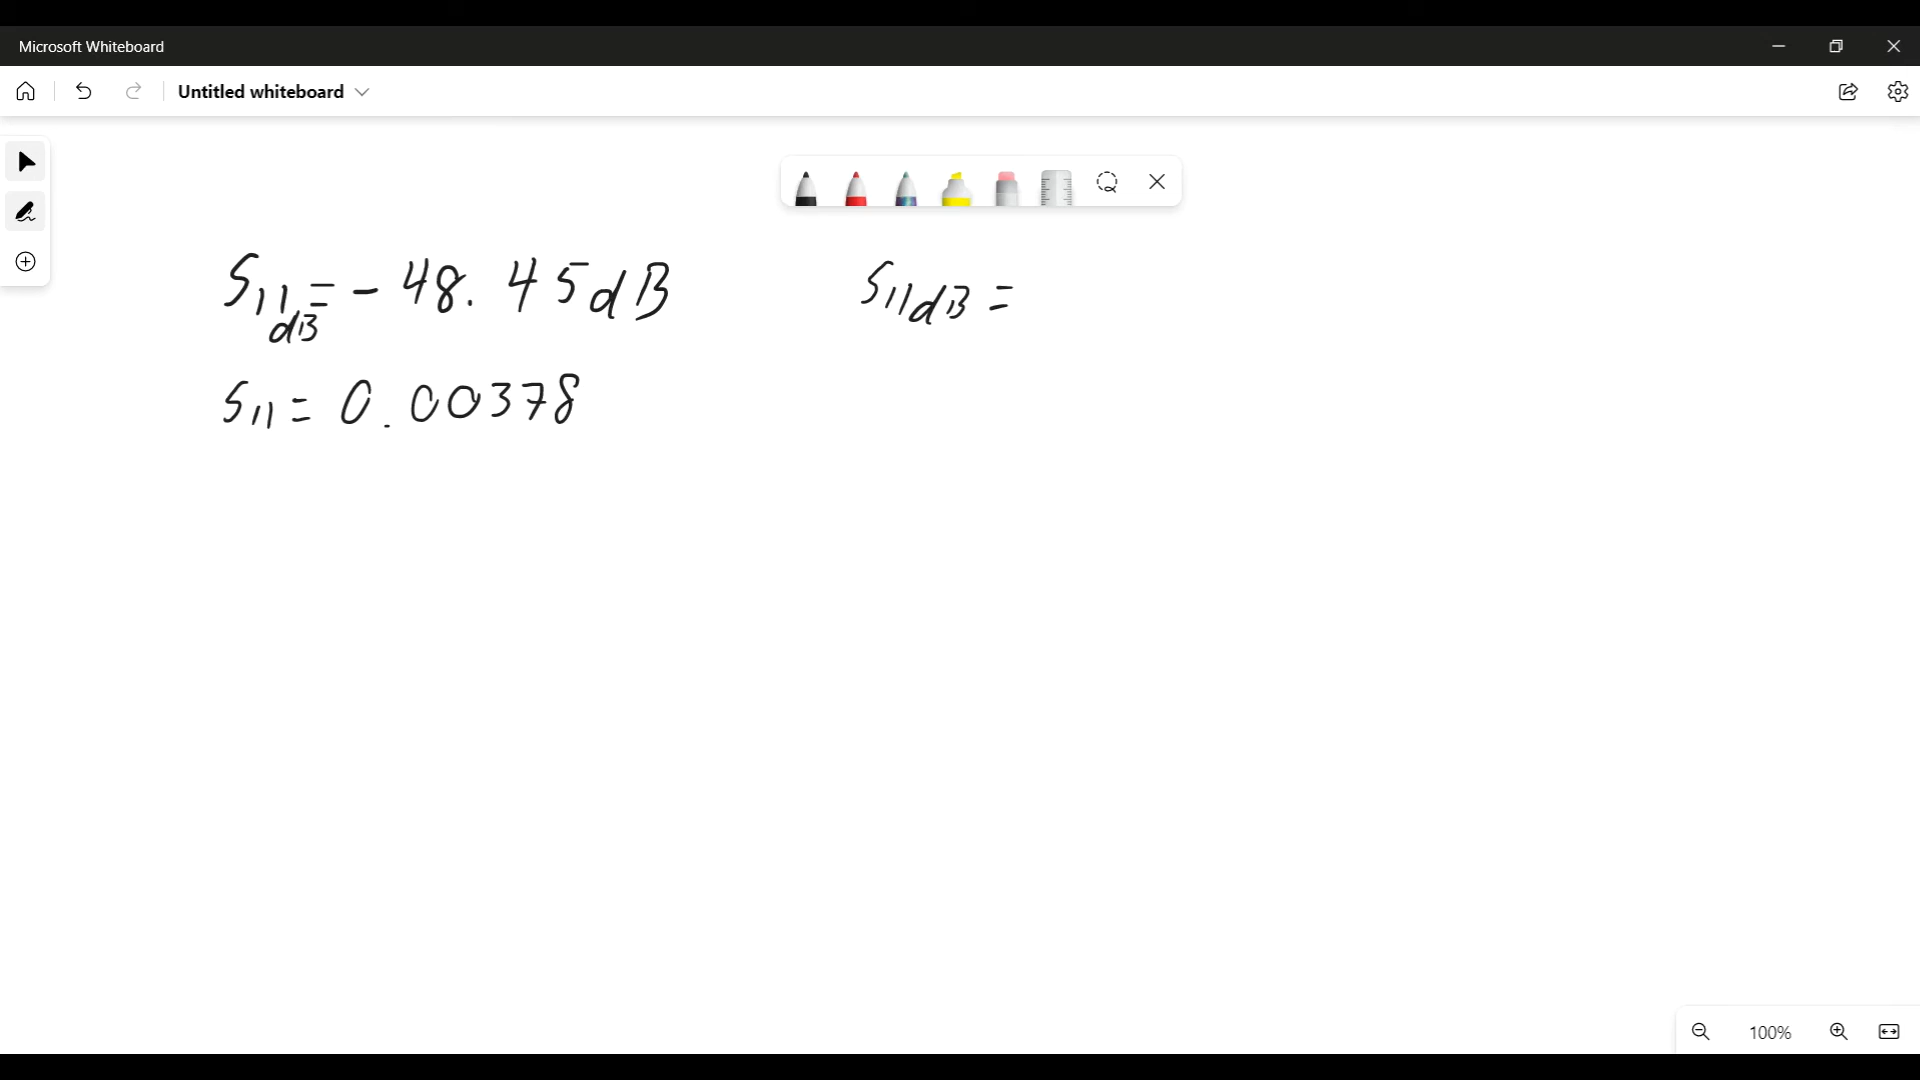 Microsoft Whiteboard
Untitled whiteboard
S11dB = - 48.45dB
S11dB =
S11 = 0.00378
100%